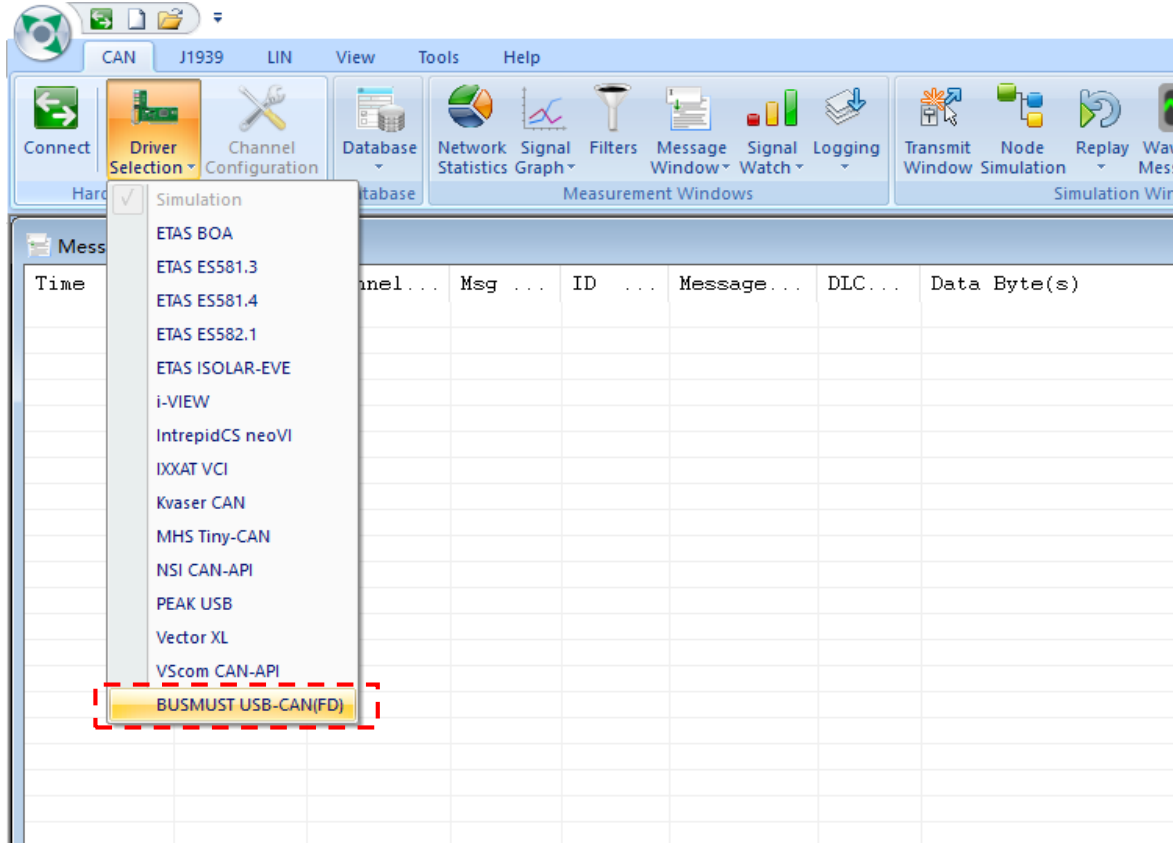 CAN J1939 LIN View Tools Help
Connect Driver Selection Channel Configuration Database Network Statistics Signal Graph Filters Message Window Signal Watch Logging Transmit Window Node Simulation Replay
Measurement Windows Simulation
Simulation
ETAS BOA
ETAS ES581.3
ETAS ES581.4
ETAS ES582.1
ETAS ISOLAR-EVE
i-VIEW
IntrepidCS neoVI
IXXAT VCI
Kvaser CAN
MHS Tiny-CAN
NSI CAN-API
PEAK USB
Vector XL
VScom CAN-API
BUSMUST USB-CAN(FD)
Time Msg ... ID ... Message... DLC... Data Byte(s)